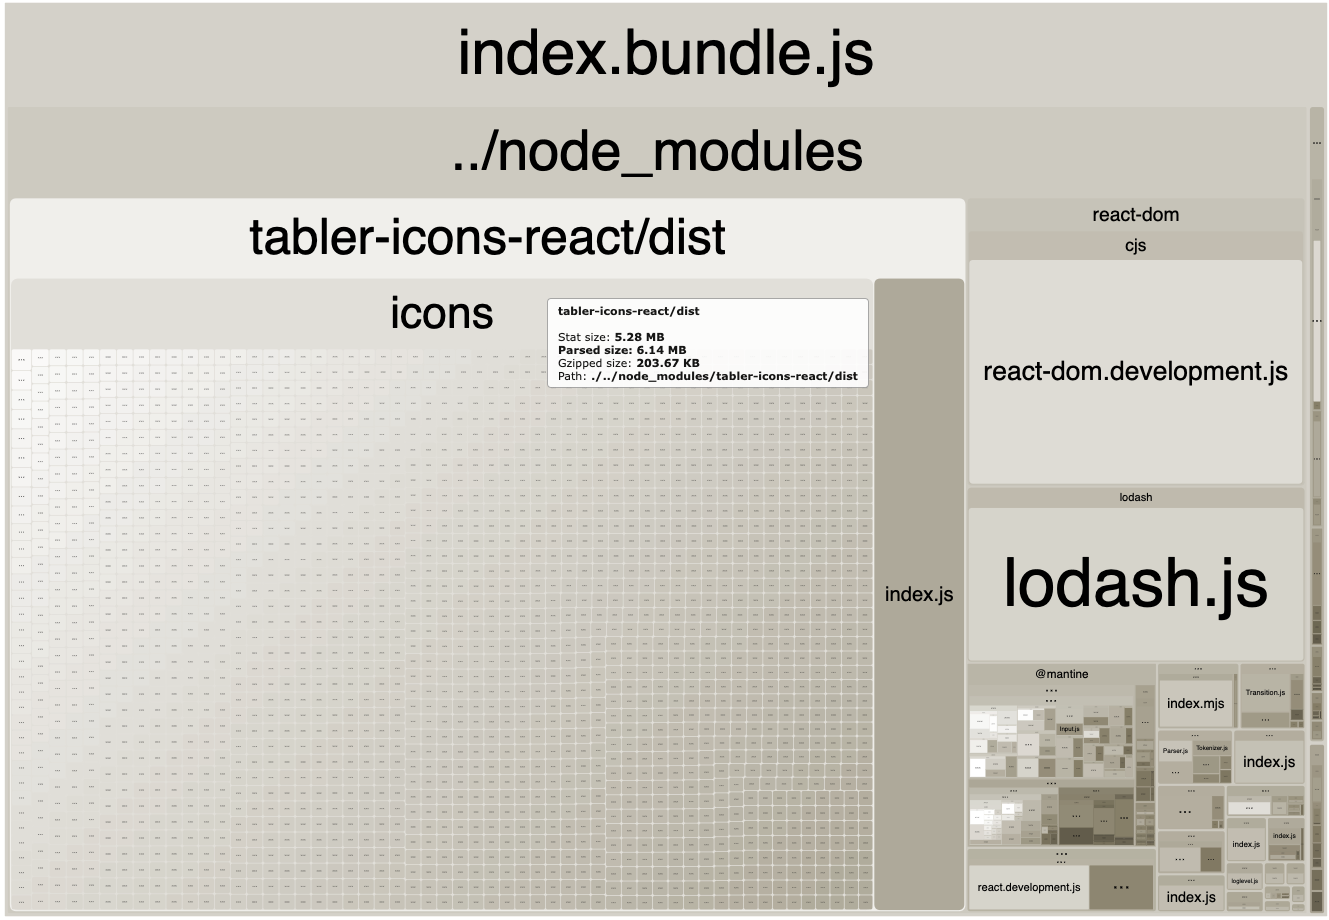 index.bundle.js
../node_modules
tabler-icons-react/dist
icons
tabler-icons-react/dist
Stat size: 5.28 MB
Parsed size: 6.14 MB
Gzipped size: 203.67 KB
Path: ./../node_modules/tabler-icons-react/dist
index.js
react-dom
cjs
react-dom.development.js
lodash
lodash.js
@mantine
Input.js
index.mjs
Transition.js
Parser.js
Tokenizer.js
index.js
index.js
index.js
loglevel.js
react.development.js
index.js